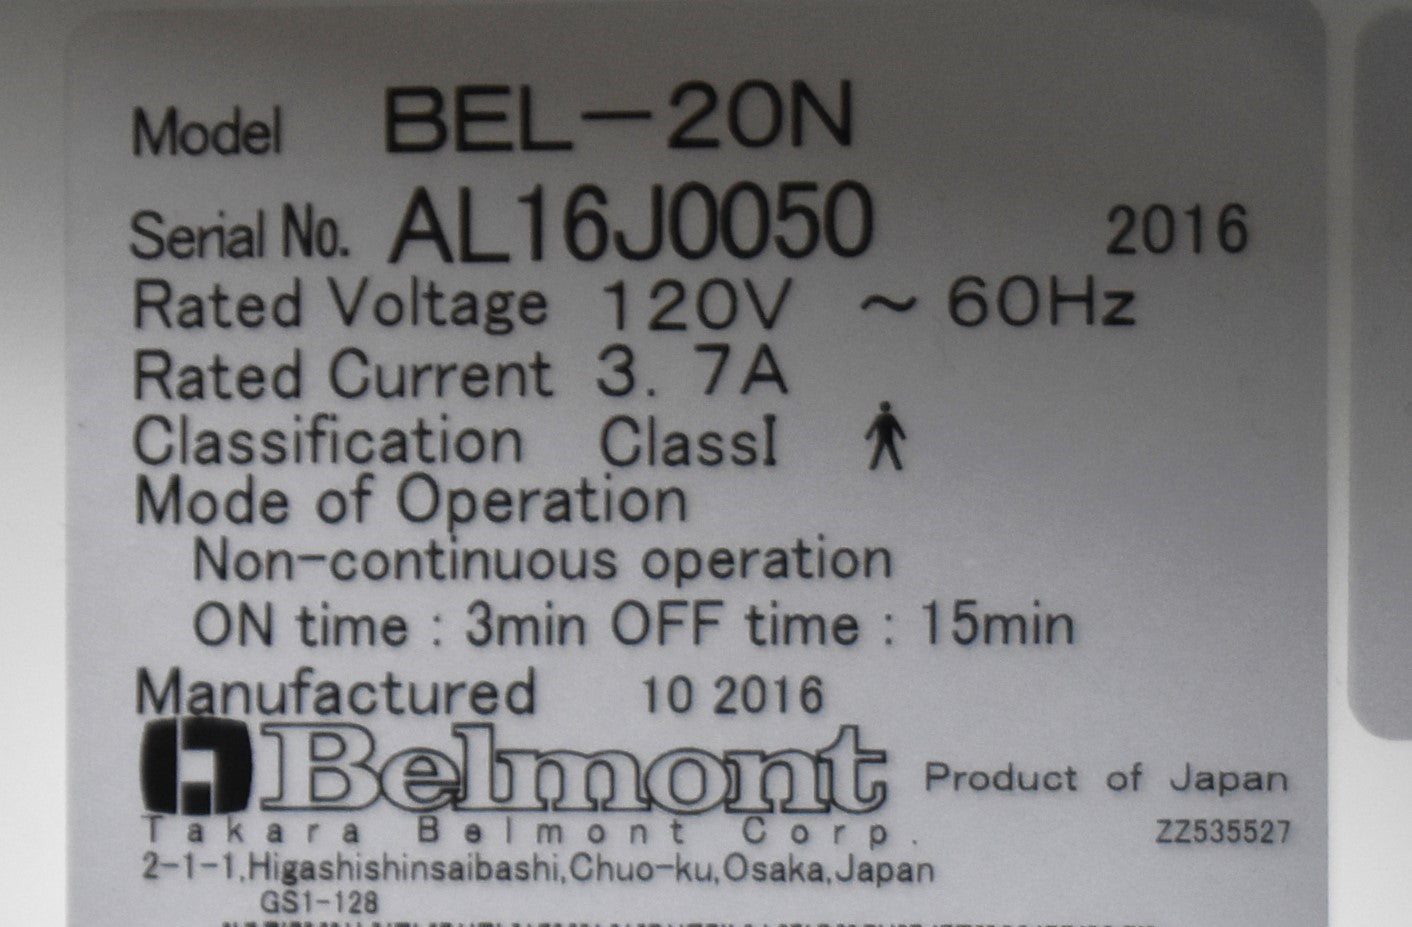 Model BEL-20N
Serial No. AL16J0050 2016
Rated Voltage 120V ~ 60Hz
Rated Current 3. 7A
Classification ClassI
Mode of Operation
Non-continuous operation
ON time : 3min OFF time : 15min
Manufactured 10 2016
Belmont Product of Japan
Takara Belmont Corp. ZZ535527
2-1-1,Higashishinsaibashi,Chuo-ku,Osaka,Japan
GS1-128